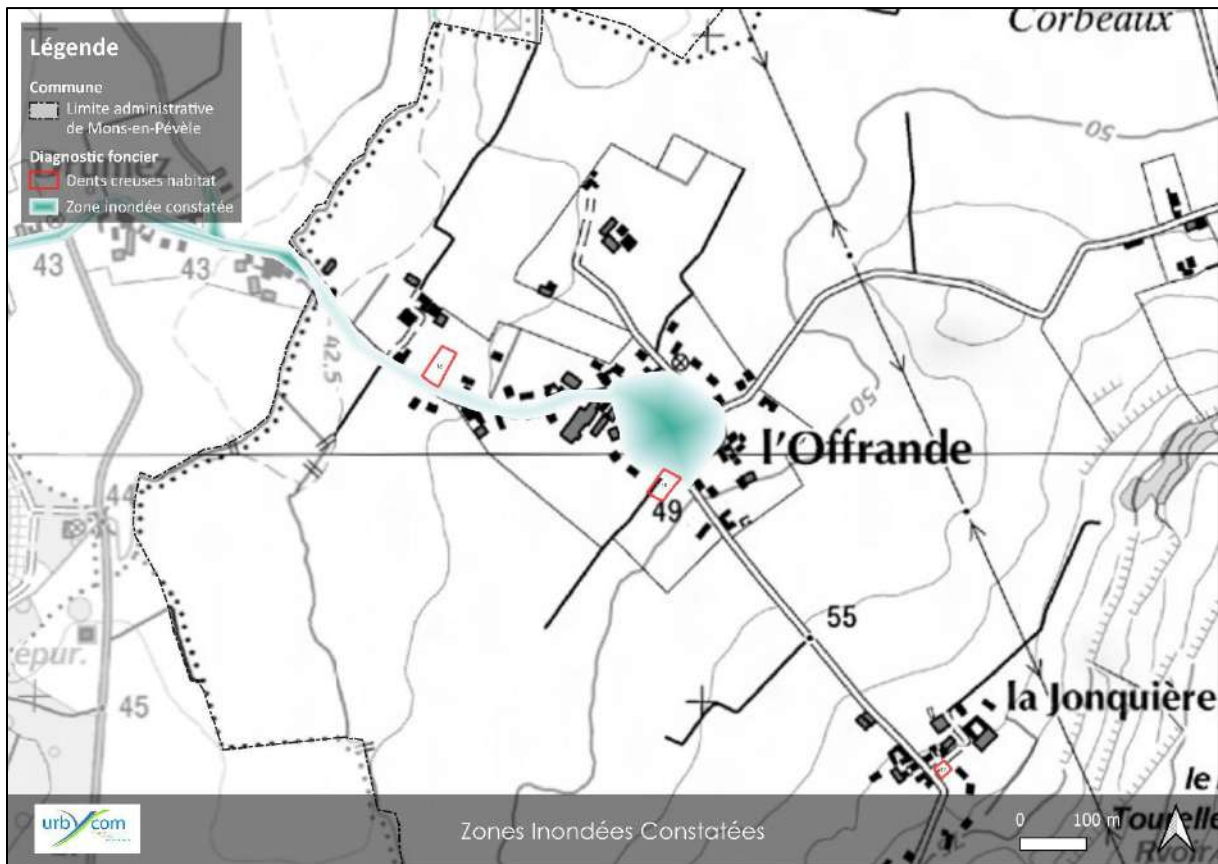 Légende
Commune
Limite administrative
de Mons-en-Pévèle
Diagnostic foncier
Dents creuses habitat
Zone inondée constatée
Corbeaux
50
43
43
42.5
50
l'Offrande
49
44
55
épur.
45
la Jonquière
le
urbycom
Zones Inondées Constatées
0 100 m